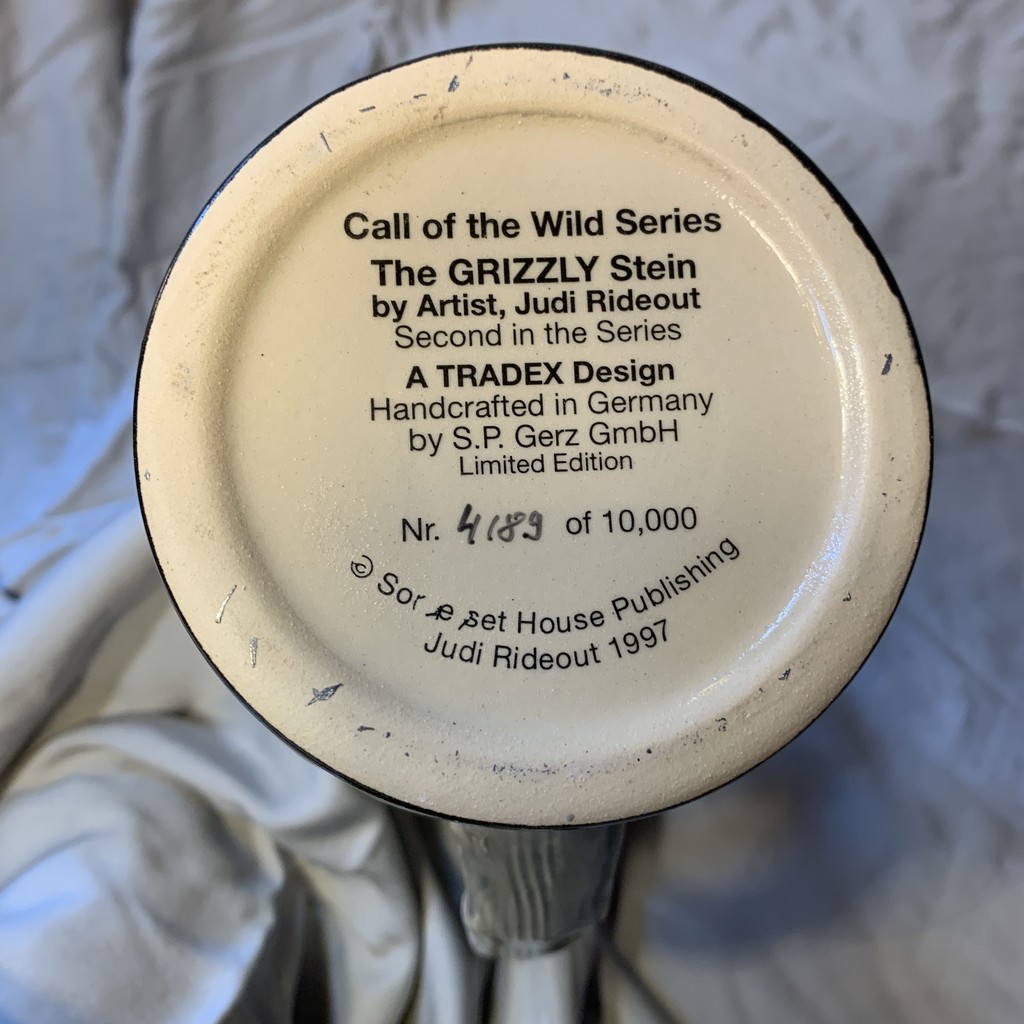 Call of the Wild Series
The GRIZZLY Stein
by Artist, Judi Rideout
Second in the Series
A TRADEX Design
Handcrafted in Germany
by S.P. Gerz GmbH
Limited Edition
Nr. 4189 of 10,000
© Somerset House Publishing
Judi Rideout 1997